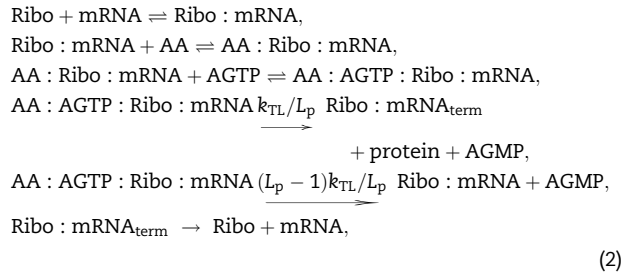 Ribo + mRNA ⇌ Ribo : mRNA,
Ribo : mRNA + AA ⇌ AA : Ribo : mRNA,
AA : Ribo : mRNA + AGTP ⇌ AA : AGTP : Ribo : mRNA,
AA : AGTP : Ribo : mRNA k_TL/L_p → Ribo : mRNA_term
+ protein + AGMP,
AA : AGTP : Ribo : mRNA (L_p − 1)k_TL/L_p → Ribo : mRNA + AGMP,
Ribo : mRNA_term → Ribo + mRNA,
(2)